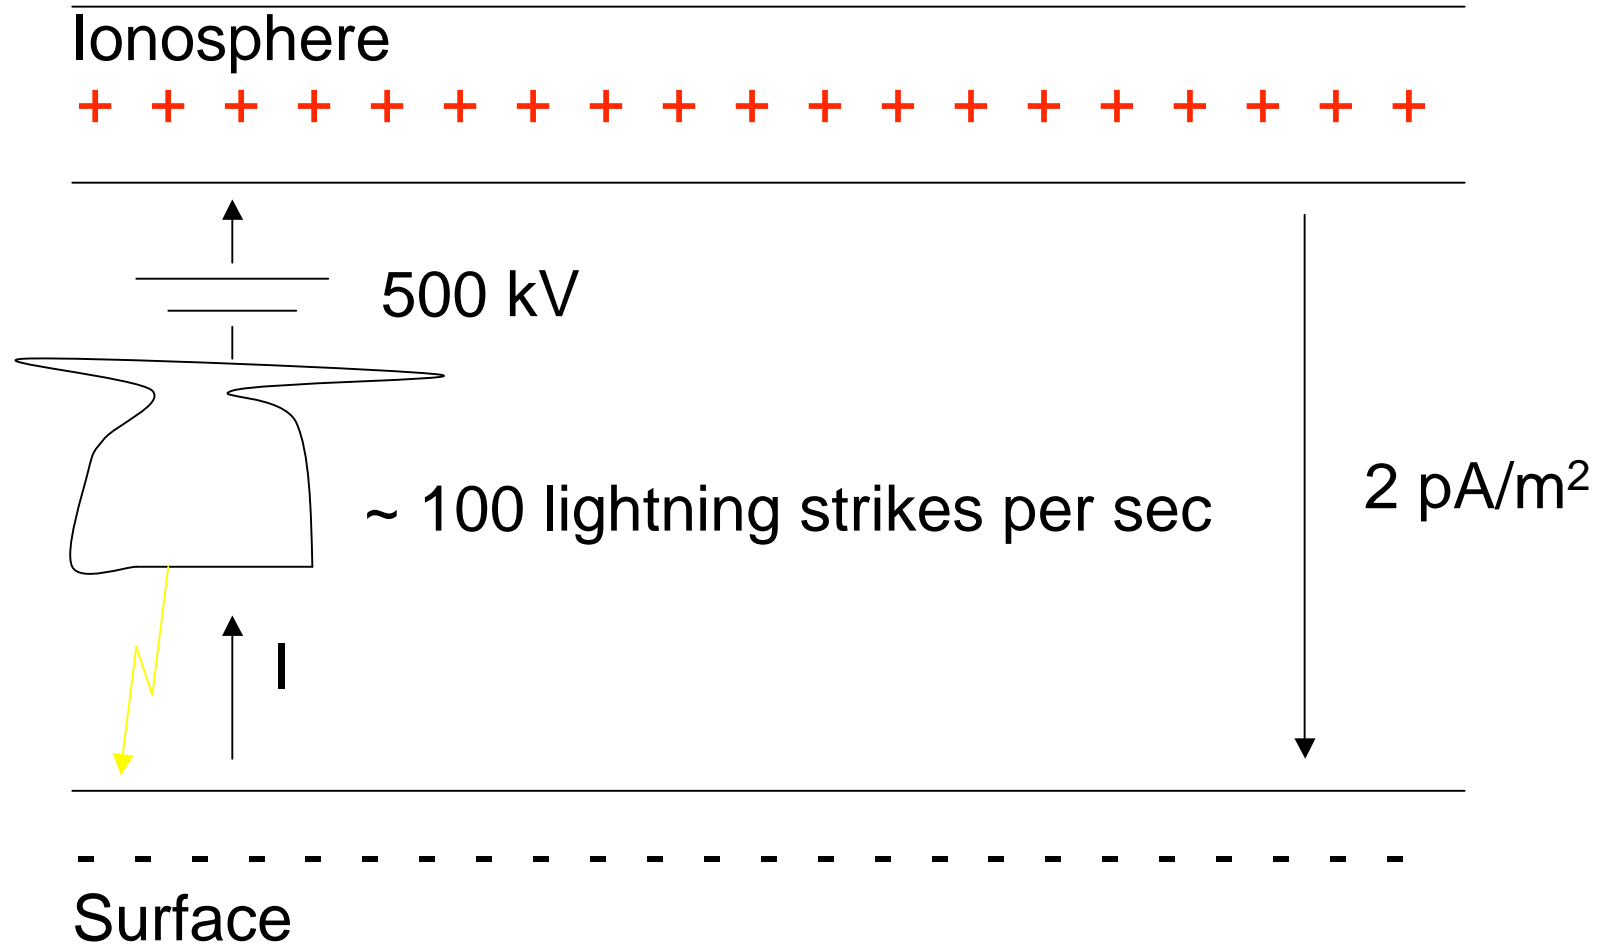 Ionosphere
+ + + + + + + + + + + + + + + + + + +
500 kV
~ 100 lightning strikes per sec
2 pA/m²
I
- - - - - - - - - - - - - - - - - - - - - - - -
Surface